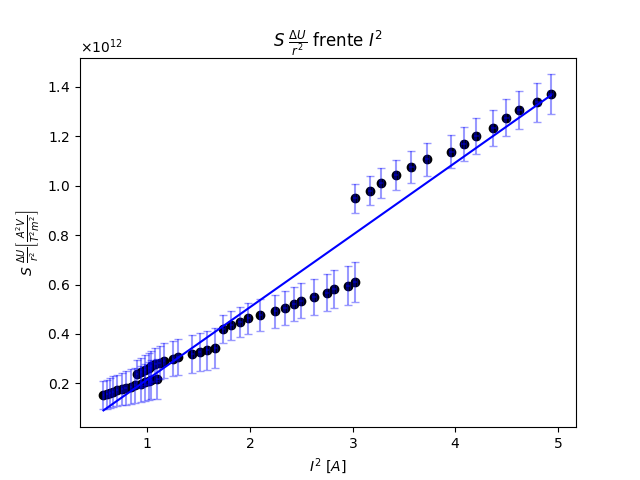 S ΔU/r² frente I²
×10¹²
1.4
1.2
1.0
0.8
0.6
0.4
0.2
S ΔU/r² [A²V/T²m²]
1 2 3 4 5
I² [A]